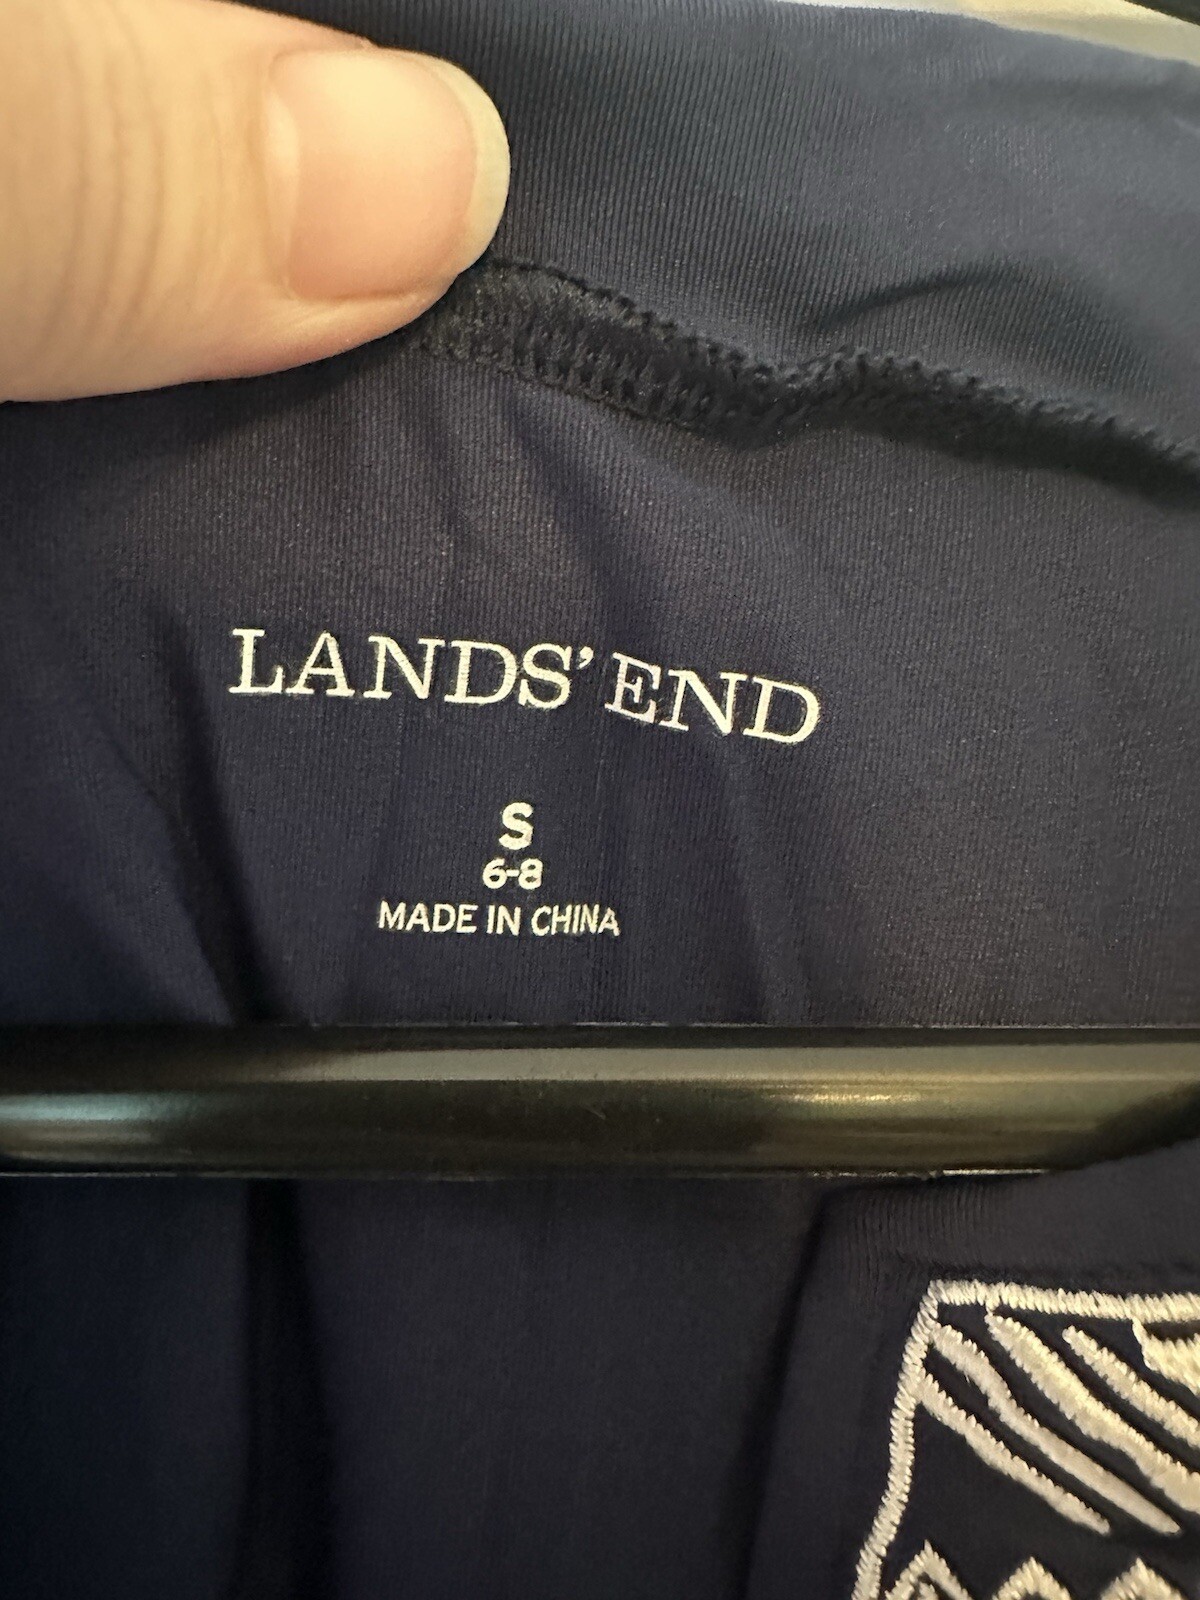 LANDS' END
S
6-8
MADE IN CHINA